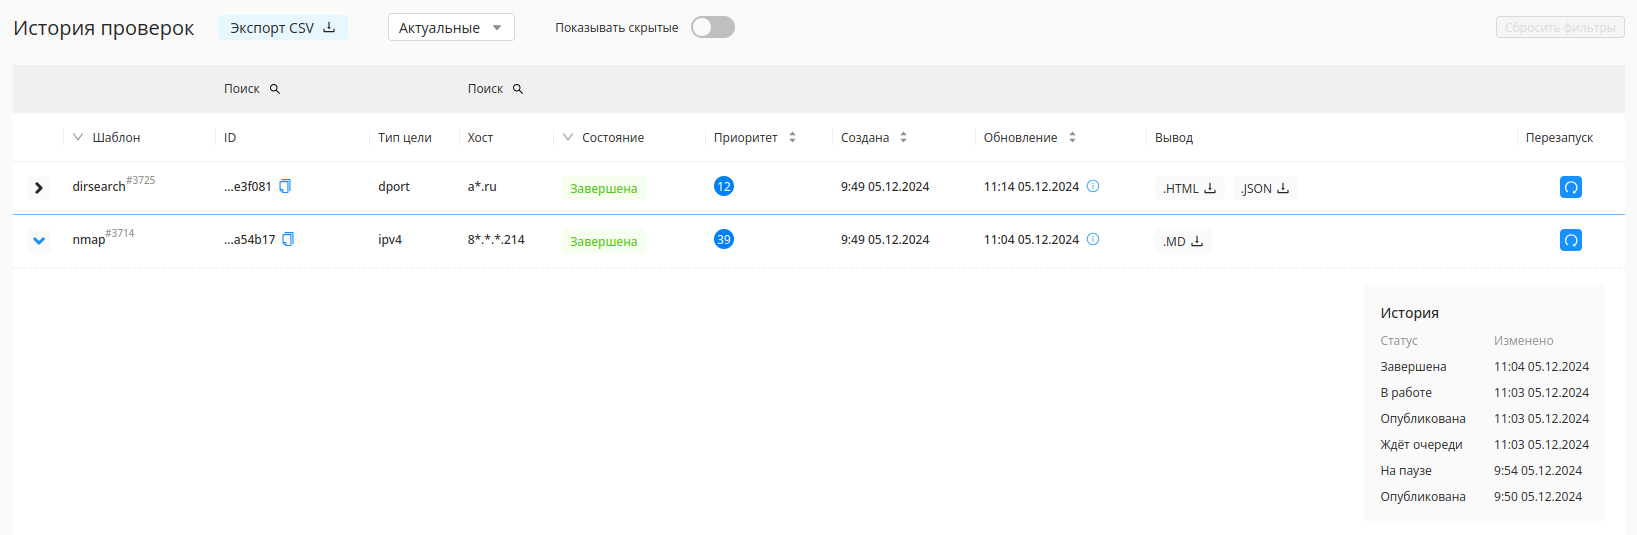 История проверок Экспорт CSV Актуальные Показывать скрытые Сбросить фильтры
Поиск Поиск
Шаблон ID Тип цели Хост Состояние Приоритет Создана Обновление Вывод Перезапуск
dirsearch#3725 ...e3f081 dport a*.ru Завершена 12 9:49 05.12.2024 11:14 05.12.2024 .HTML .JSON
nmap#3714 ...a54b17 ipv4 8*.*.*.214 Завершена 39 9:49 05.12.2024 11:04 05.12.2024 .MD
История
Статус Изменено
Завершена 11:04 05.12.2024
В работе 11:03 05.12.2024
Опубликована 11:03 05.12.2024
Ждёт очереди 11:03 05.12.2024
На паузе 9:54 05.12.2024
Опубликована 9:50 05.12.2024